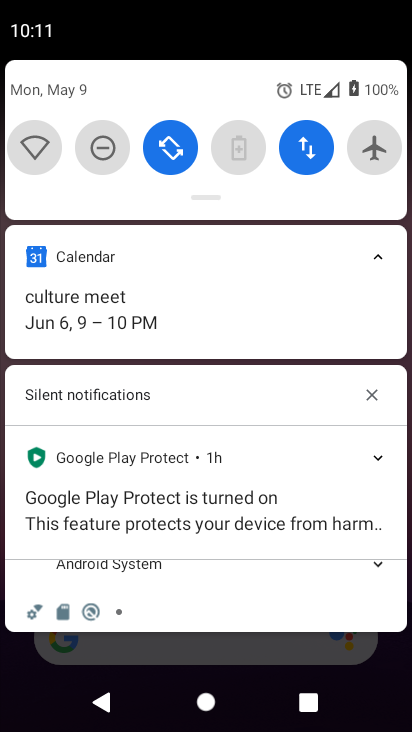 10:11
Mon, May 9
LTE
100%
31
Calendar
culture meet
Jun 6, 9 – 10 PM
Silent notifications
Google Play Protect • 1h
Google Play Protect is turned on
This feature protects your device from harm..
Android System